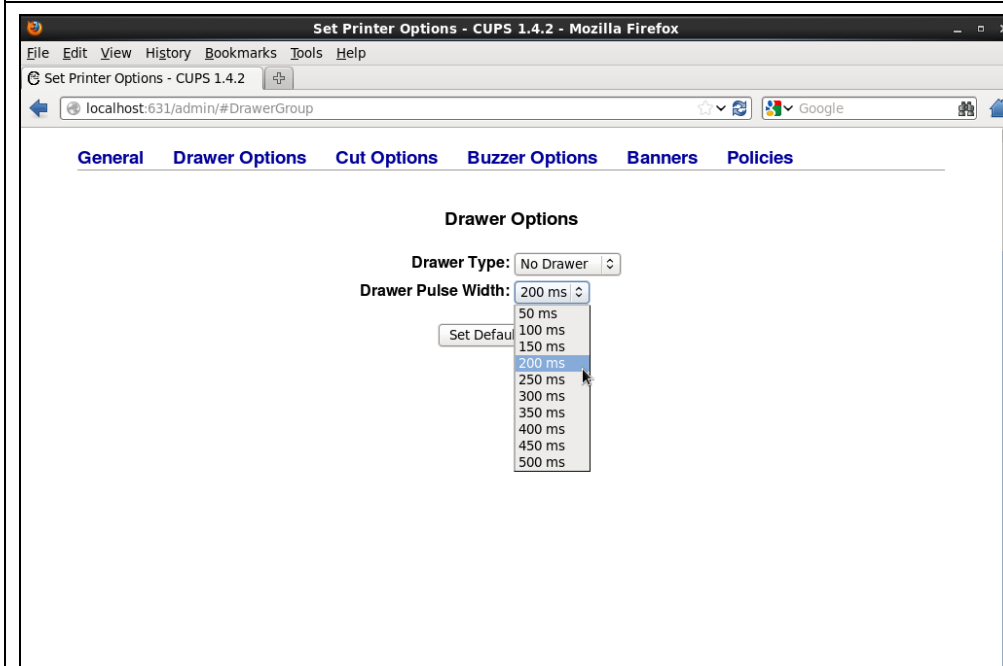 Set Printer Options - CUPS 1.4.2 - Mozilla Firefox
File Edit View History Bookmarks Tools Help
Set Printer Options - CUPS 1.4.2
localhost:631/admin/#DrawerGroup Google
General Drawer Options Cut Options Buzzer Options Banners Policies
Drawer Options
Drawer Type: No Drawer
Drawer Pulse Width: 200 ms
50 ms
Set Defaul
100 ms
150 ms
200 ms
250 ms
300 ms
350 ms
400 ms
450 ms
500 ms